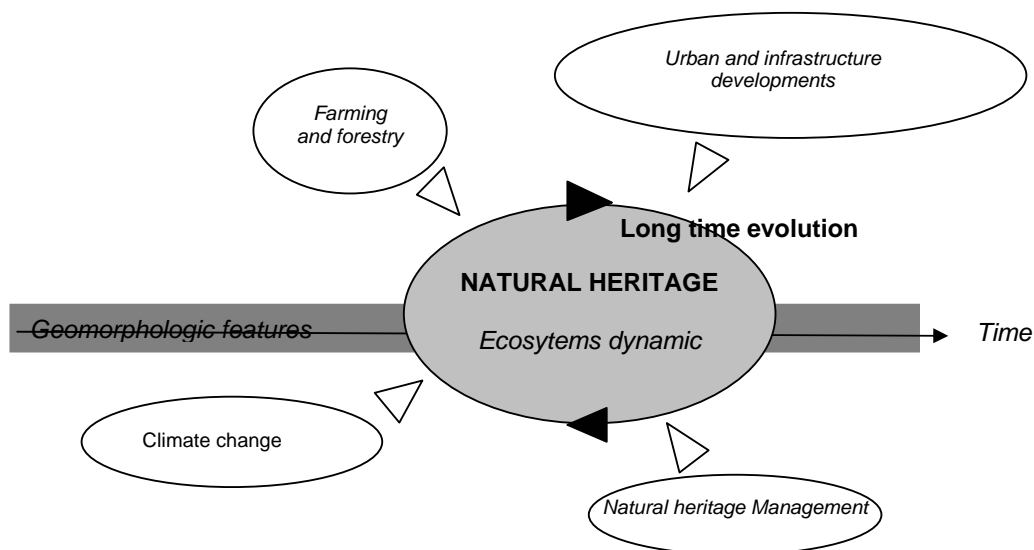 Urban and infrastructure
developments
Farming
and forestry
Long time evolution
NATURAL HERITAGE
Geomorphologic features
Ecosytems dynamic
Time
Climate change
Natural heritage Management